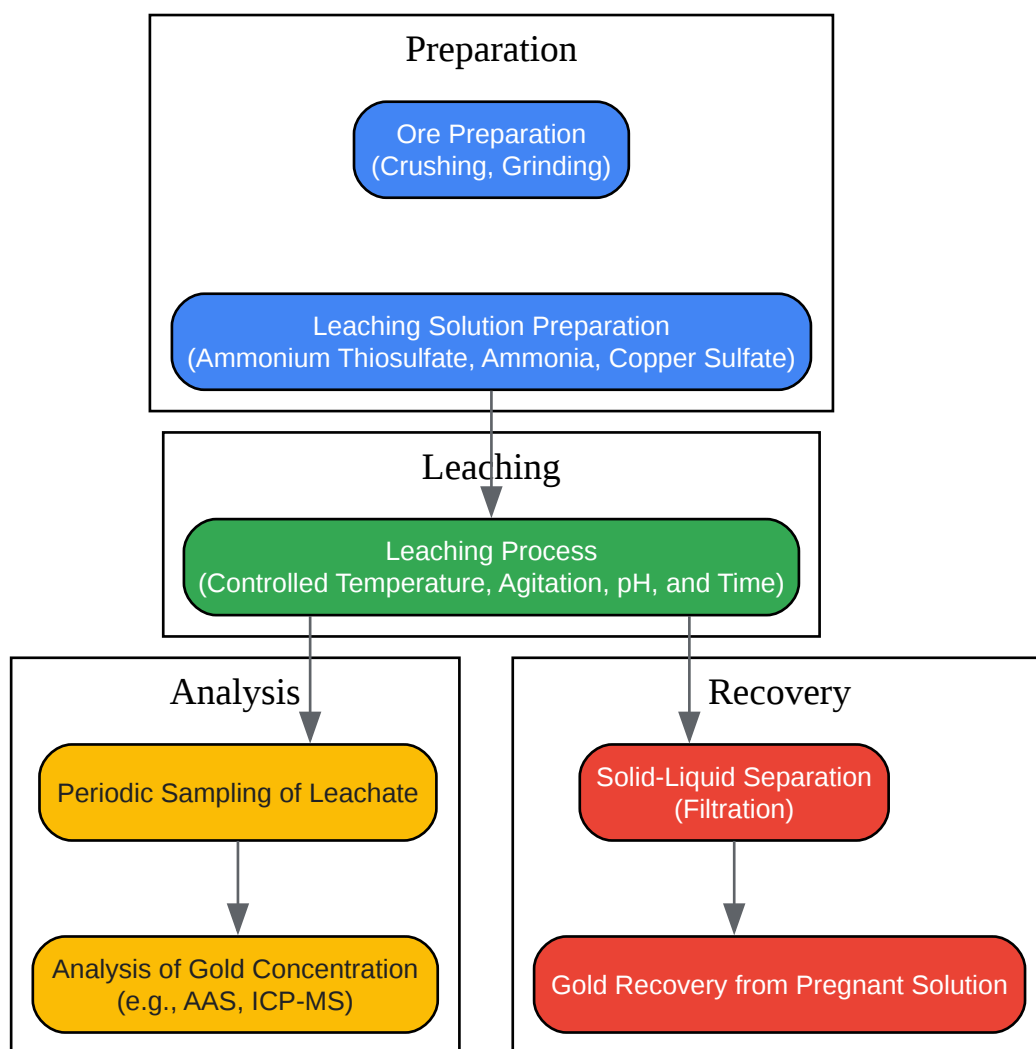 Preparation
Ore Preparation
(Crushing, Grinding)
Leaching Solution Preparation
(Ammonium Thiosulfate, Ammonia, Copper Sulfate)
Leaching
Leaching Process
(Controlled Temperature, Agitation, pH, and Time)
Analysis
Periodic Sampling of Leachate
Analysis of Gold Concentration
(e.g., AAS, ICP-MS)
Recovery
Solid-Liquid Separation
(Filtration)
Gold Recovery from Pregnant Solution